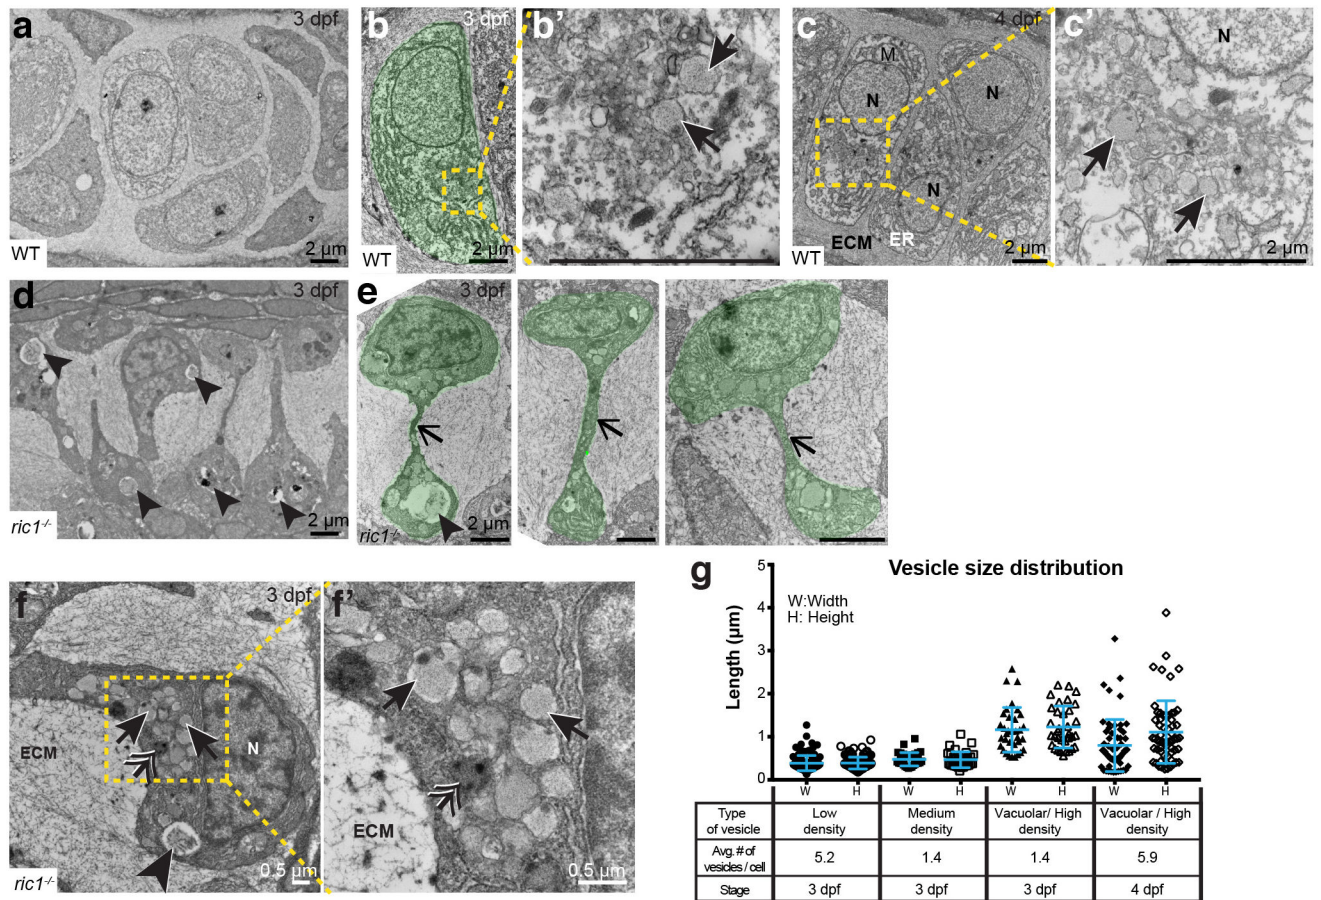 a
3 dpf
WT
2 µm
b
3 dpf
WT
2 µm
b'
c
4 dpf
M
N
N
N
ECM
ER
2 µm
c'
N
2 µm
d
3 dpf
ric1-/-
2 µm
e
3 dpf
ric1-/-
2 µm
f
3 dpf
ECM
N
ric1-/-
0.5 µm
f'
ECM
0.5 µm
g
Vesicle size distribution
W:Width
H: Height
Length (µm)
5
4
3
2
1
0
W H W H W H W H
Type of vesicle
Low density
Medium density
Vacuolar/ High density
Vacuolar / High density
Avg. # of vesicles / cell
5.2
1.4
1.4
5.9
Stage
3 dpf
3 dpf
3 dpf
4 dpf